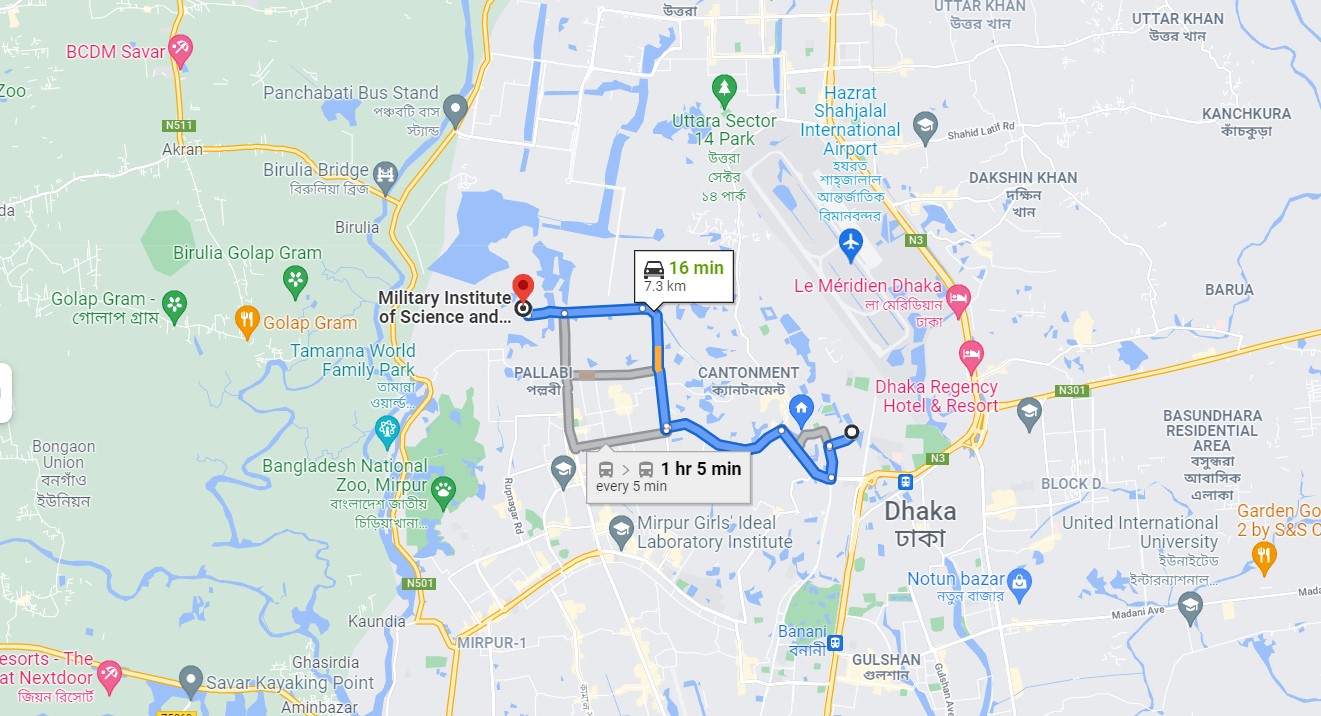 উত্তরা
UTTAR KHAN
উত্তর খান
UTTAR KHAN
উত্তর খান
BCDM Savar
Zoo
Panchabati Bus Stand
পঞ্চবটি বাস
স্ট্যান্ড
Hazrat
Shahjalal
International
Airport
হযরত
শাহ্জালাল
আন্তর্জাতিক
বিমানবন্দর
Uttara Sector
14 Park
উত্তরা
সেক্টর
১৪ পার্ক
KANCHKURA
কাঁচকুড়া
N511
Shahid Latif Rd
Akran
Birulia Bridge
বিরুলিয়া ব্রিজ
DAKSHIN KHAN
দক্ষিন
খান
da
Birulia
N3
Birulia Golap Gram
16 min
7.3 km
Le Méridien Dhaka
লা মেরিডিয়ান
ঢাকা
BARUA
Golap Gram -
গোলাপ গ্রাম
Military Institute
of Science and...
Golap Gram
Tamanna World
Family Park
তামান্না
ওয়ার্ল্ড...
PALLABI
পল্লবী
CANTONMENT
ক্যানটনমেন্ট
Dhaka Regency
Hotel & Resort
N301
BASUNDHARA
RESIDENTIAL
AREA
বসুন্ধরা
আবাসিক
এলাকা
Bongaon
Union
বনগাঁও
ইউনিয়ন
N3
Bangladesh National
Zoo, Mirpur
বাংলাদেশ জাতীয়
চিড়িয়াখানা...
1 hr 5 min
every 5 min
BLOCK D
Rupnagar Rd
Dhaka
ঢাকা
Garden Go
2 by S&S C
Mirpur Girls' Ideal
Laboratory Institute
United International
University
ইউনাইটেড
ইন্টারন্যাশনাল...
N501
Notun bazar
নতুন বাজার
Madani Ave
Mada
Kaundia
MIRPUR-1
Banani
বনানী
GULSHAN
গুলশান
esorts - The
at Nextdoor
জিয়ন রিসোর্ট
Ghasirdia
Savar Kayaking Point
Gulshan Ave
Aminbazar